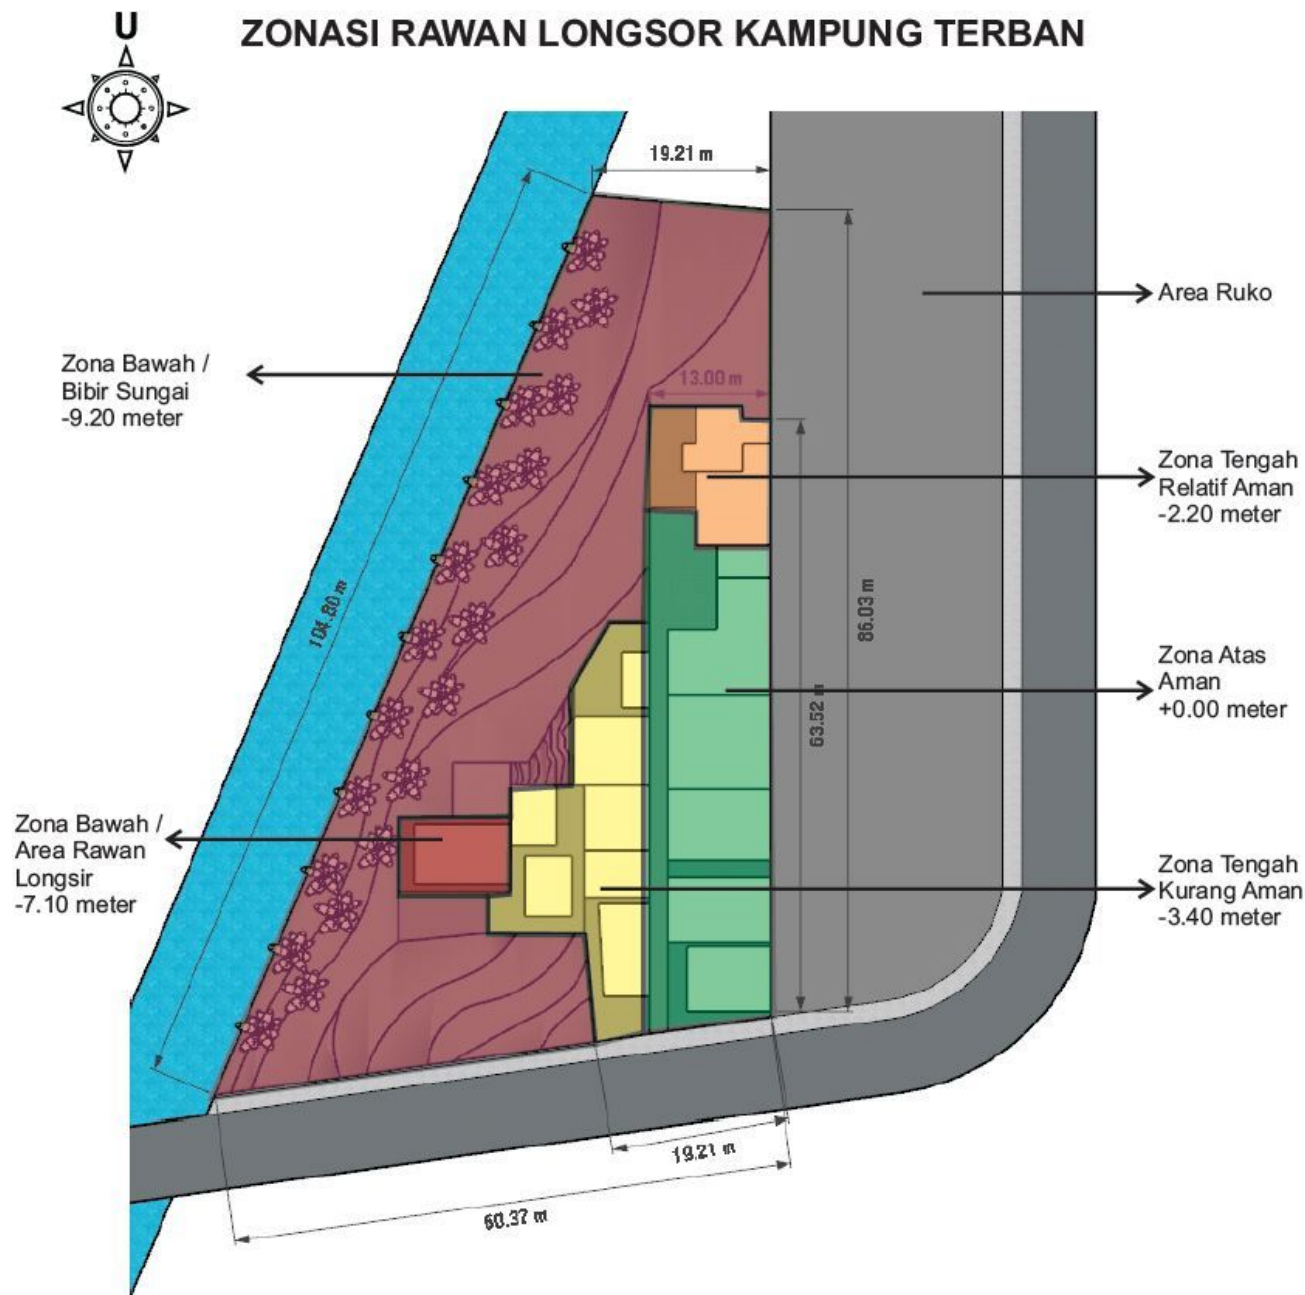 U
ZONASI RAWAN LONGSOR KAMPUNG TERBAN
19.21 m
Area Ruko
Zona Bawah /
Bibir Sungai
-9.20 meter
13.00 m
Zona Tengah
Relatif Aman
-2.20 meter
104.80 m
86.03 m
63.52 m
Zona Atas
Aman
+0.00 meter
Zona Bawah /
Area Rawan
Longsir
-7.10 meter
Zona Tengah
Kurang Aman
-3.40 meter
19.21 m
60.37 m